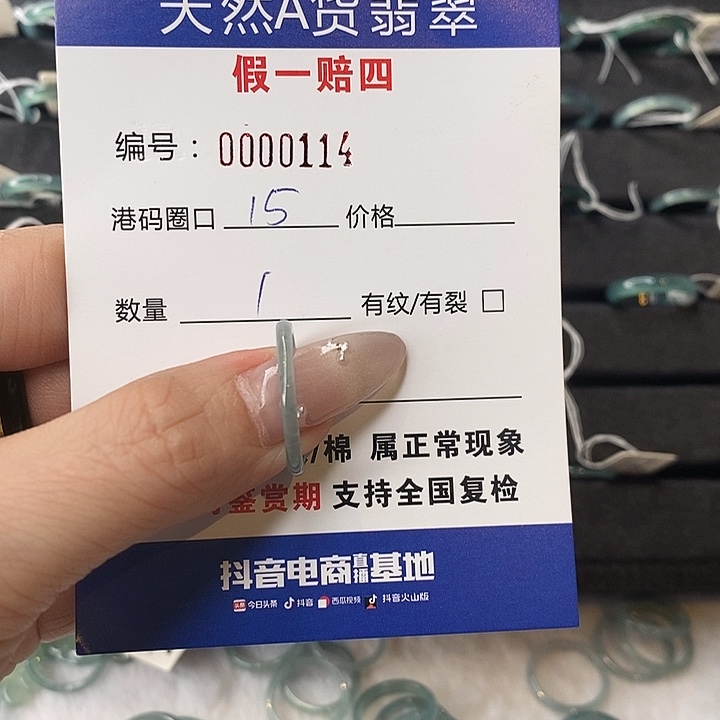 天然A货翡翠
假一赔四
编号：0000114
港码圈口 15 价格
数量 1 有纹/有裂 □
/棉 属正常现象
鉴赏期 支持全国复检
抖音电商直播基地
头条 今日头条 抖音 西瓜视频 抖音火山版